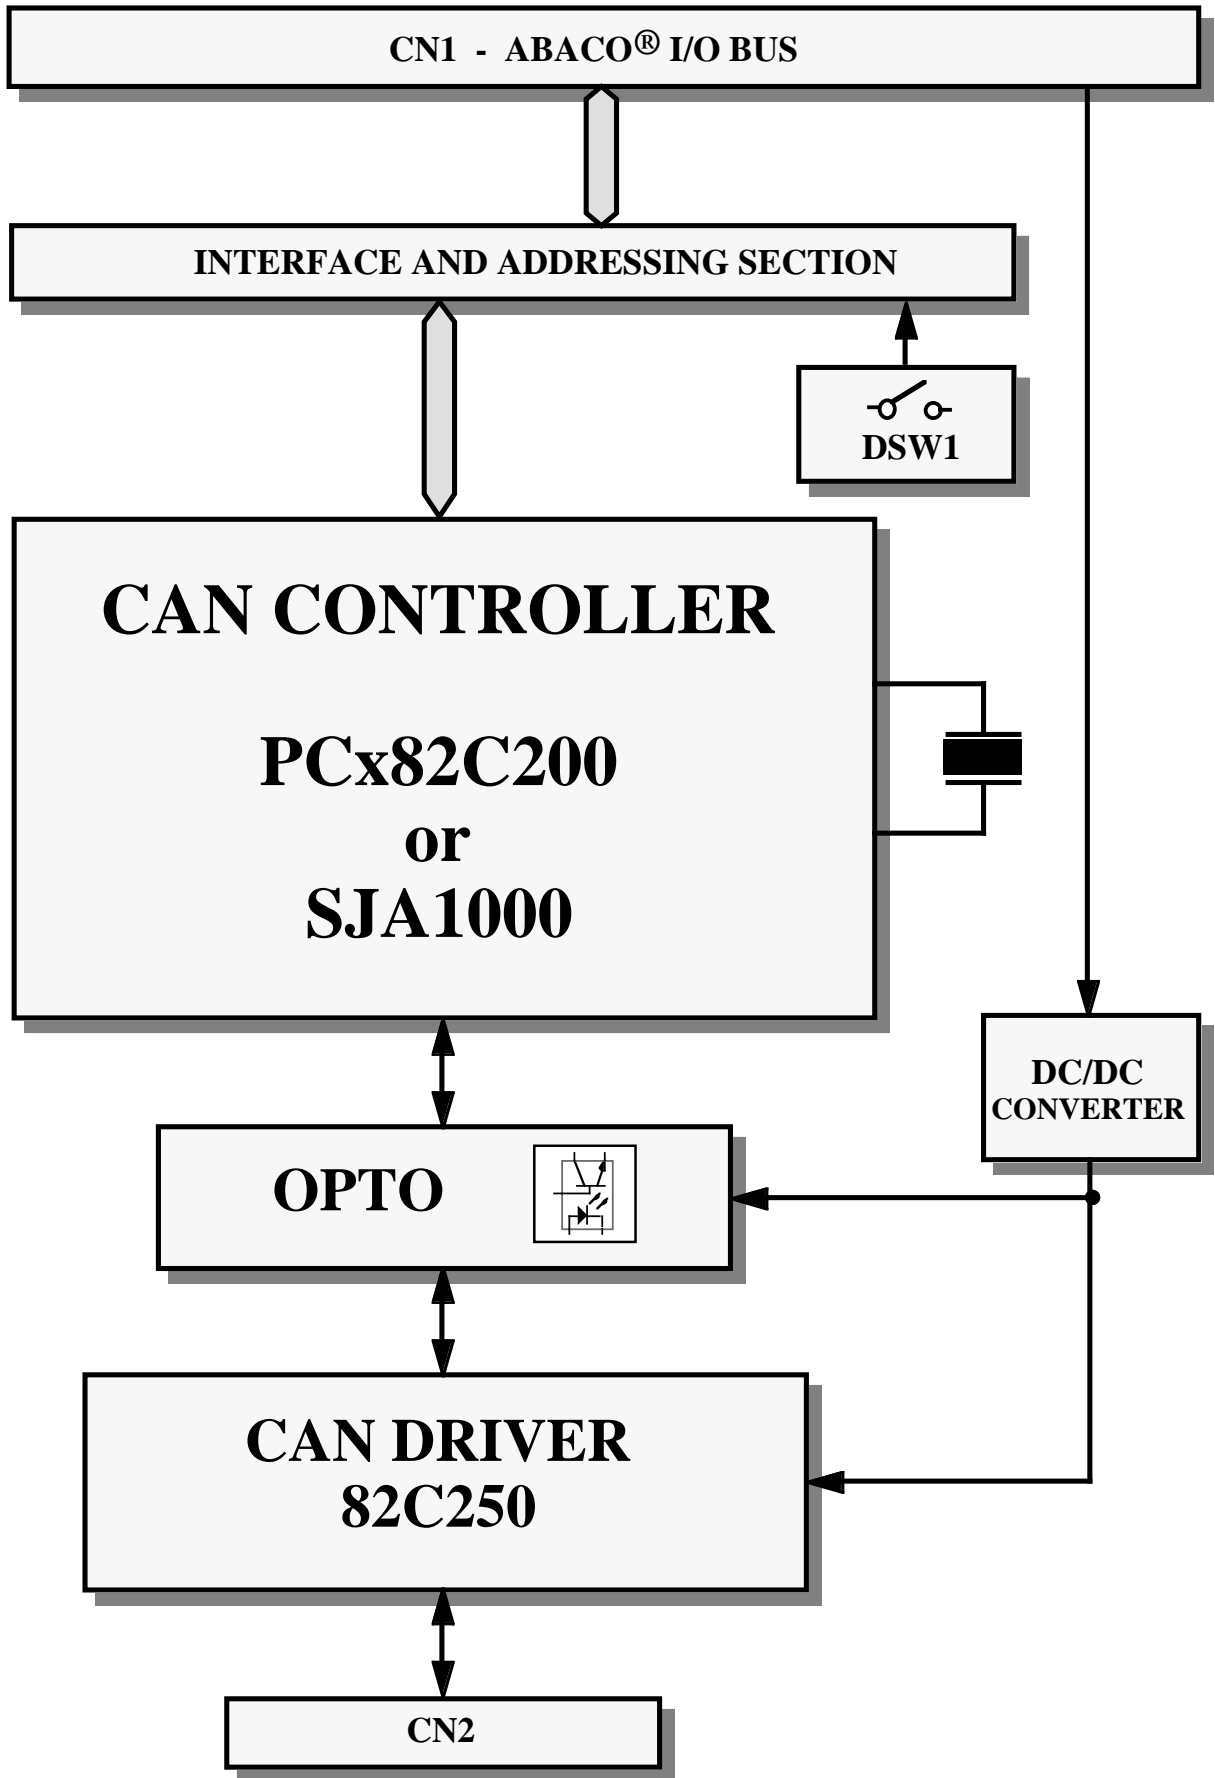 CN1 - ABACO® I/O BUS
INTERFACE AND ADDRESSING SECTION
DSW1
CAN CONTROLLER
PCx82C200
or
SJA1000
DC/DC
CONVERTER
OPTO
CAN DRIVER
82C250
CN2